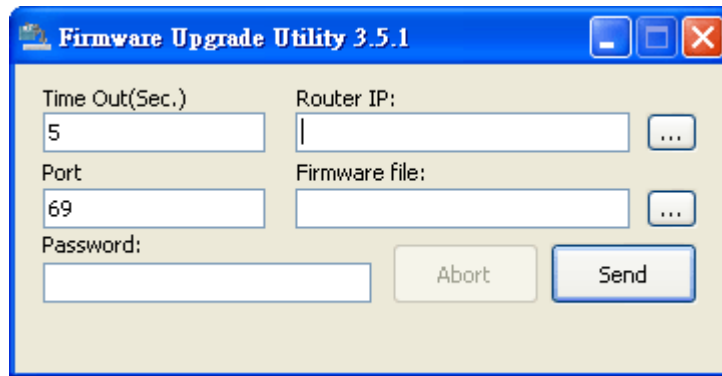 Firmware Upgrade Utility 3.5.1
Time Out(Sec.) Router IP:
5 ...
Port Firmware file:
69 ...
Password:
Abort Send